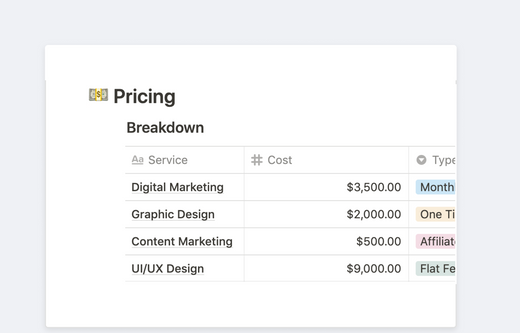 Pricing
Breakdown
Aa Service # Cost Type
Digital Marketing $3,500.00 Month
Graphic Design $2,000.00 One Ti
Content Marketing $500.00 Affiliat
UI/UX Design $9,000.00 Flat Fe